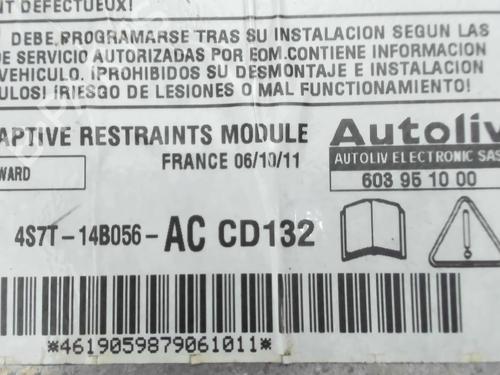 NT DEFECTUEUX!
DEBE PROGRAMARSE TRAS SU INSTALACION SEGUN LAS
DE SERVICIO AUTORIZADAS POR EOM.CONTIENE INFORMACION
VEHICULO. ¡PROHIBIDOS SU DESMONTAJE E INSTALACION
ULOS! ¡RIESGO DE LESIONES O MAL FUNCIONAMIENTO!
APTIVE RESTRAINTS MODULE
FRANCE 06/10/11
Autoliv
AUTOLIV ELECTRONIC SAS
603 95 10 00
WARD
4S7T-14B056-AC CD132
*4619059879061011*